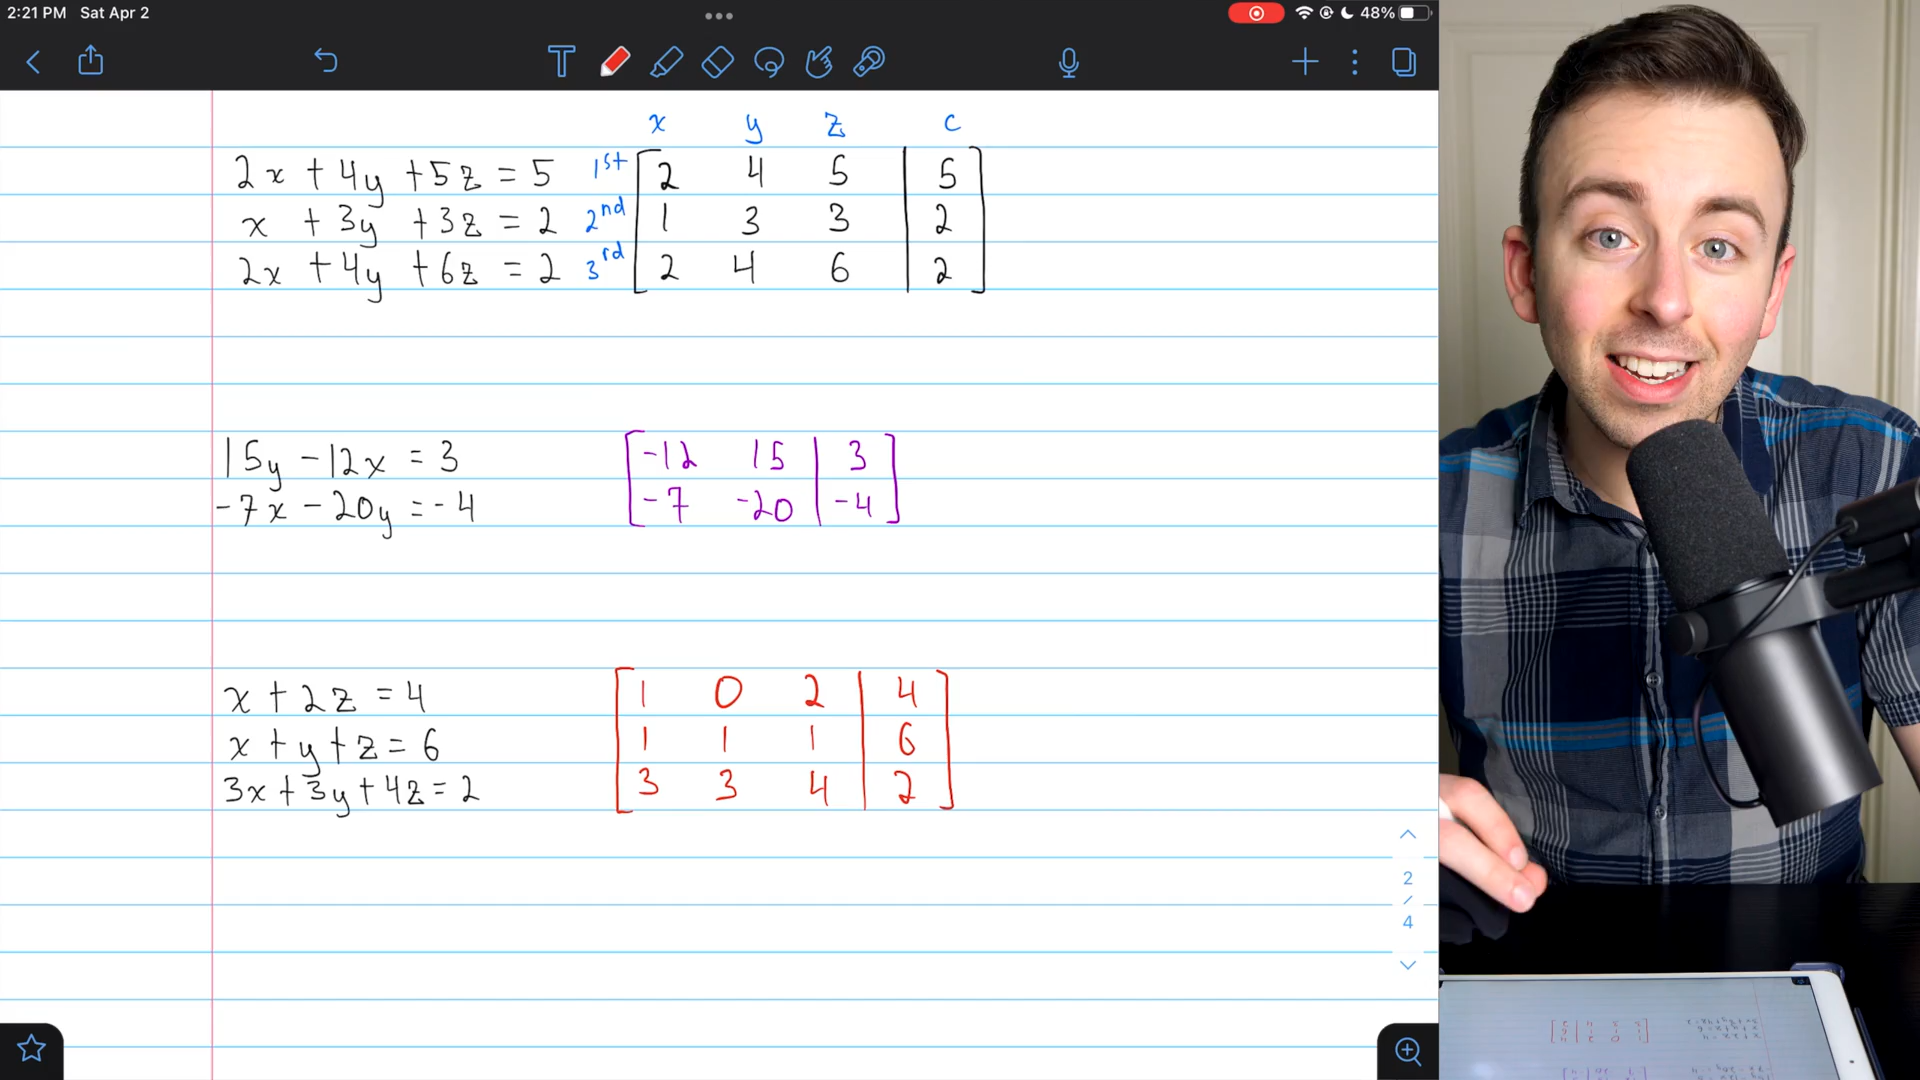 2:21 PM Sat Apr 2
48%
x y z c
2x + 4y + 5z = 5 1st 2 4 5 | 5
x + 3y + 3z = 2 2nd 1 3 3 | 2
2x + 4y + 6z = 2 3rd 2 4 6 | 2
15y - 12x = 3 -12 15 | 3
-7x - 20y = -4 -7 -20 | -4
x + 2z = 4 1 0 2 | 4
x + y + z = 6 1 1 1 | 6
3x + 3y + 4z = 2 3 3 4 | 2
2
/
4